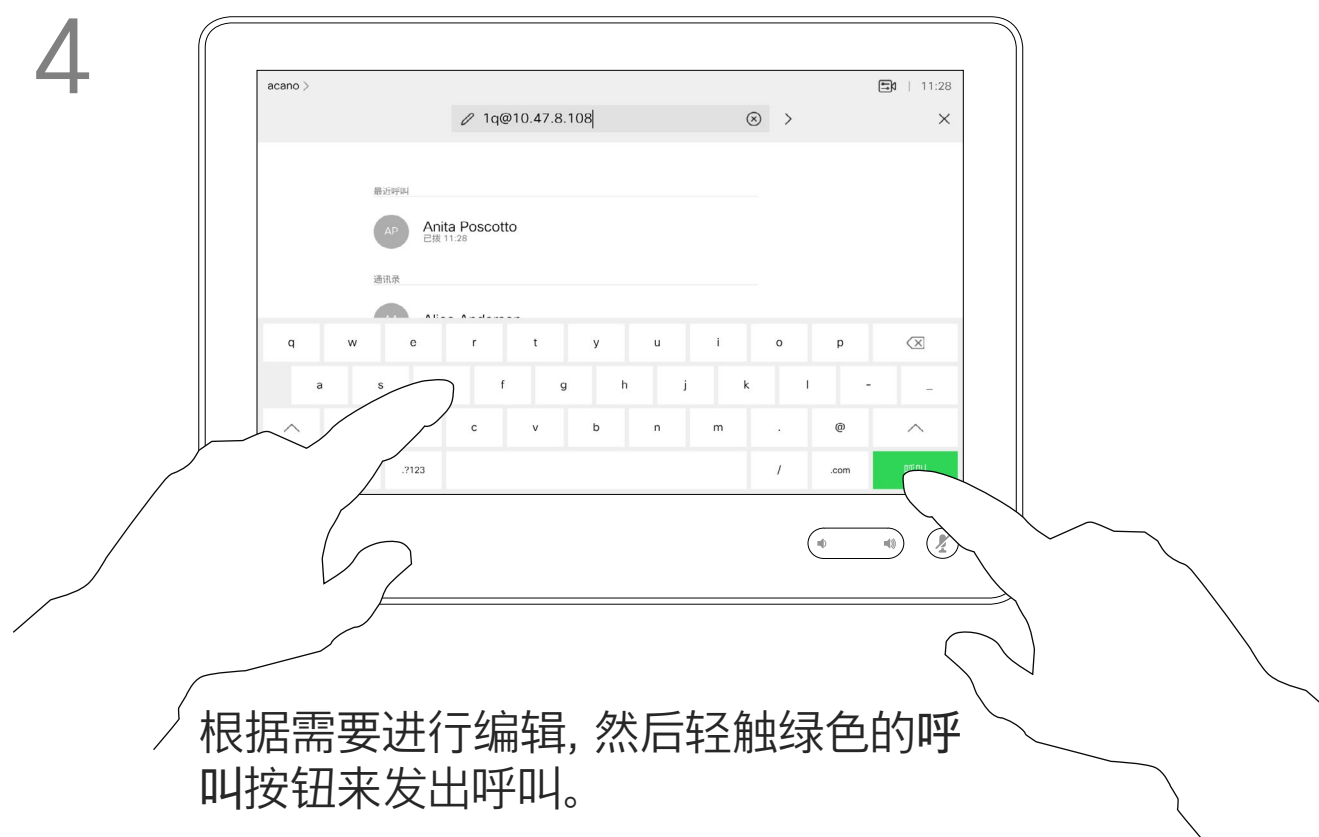 4
acano >
11:28
1q@10.47.8.108
最近呼叫
AP
Anita Poscotto
已拨 11:28
通讯录
q w e r t y u i o p
a s f g h j k l - _
c v b n m . @
.?123 / .com
根据需要进行编辑, 然后轻触绿色的呼
叫按钮来发出呼叫。